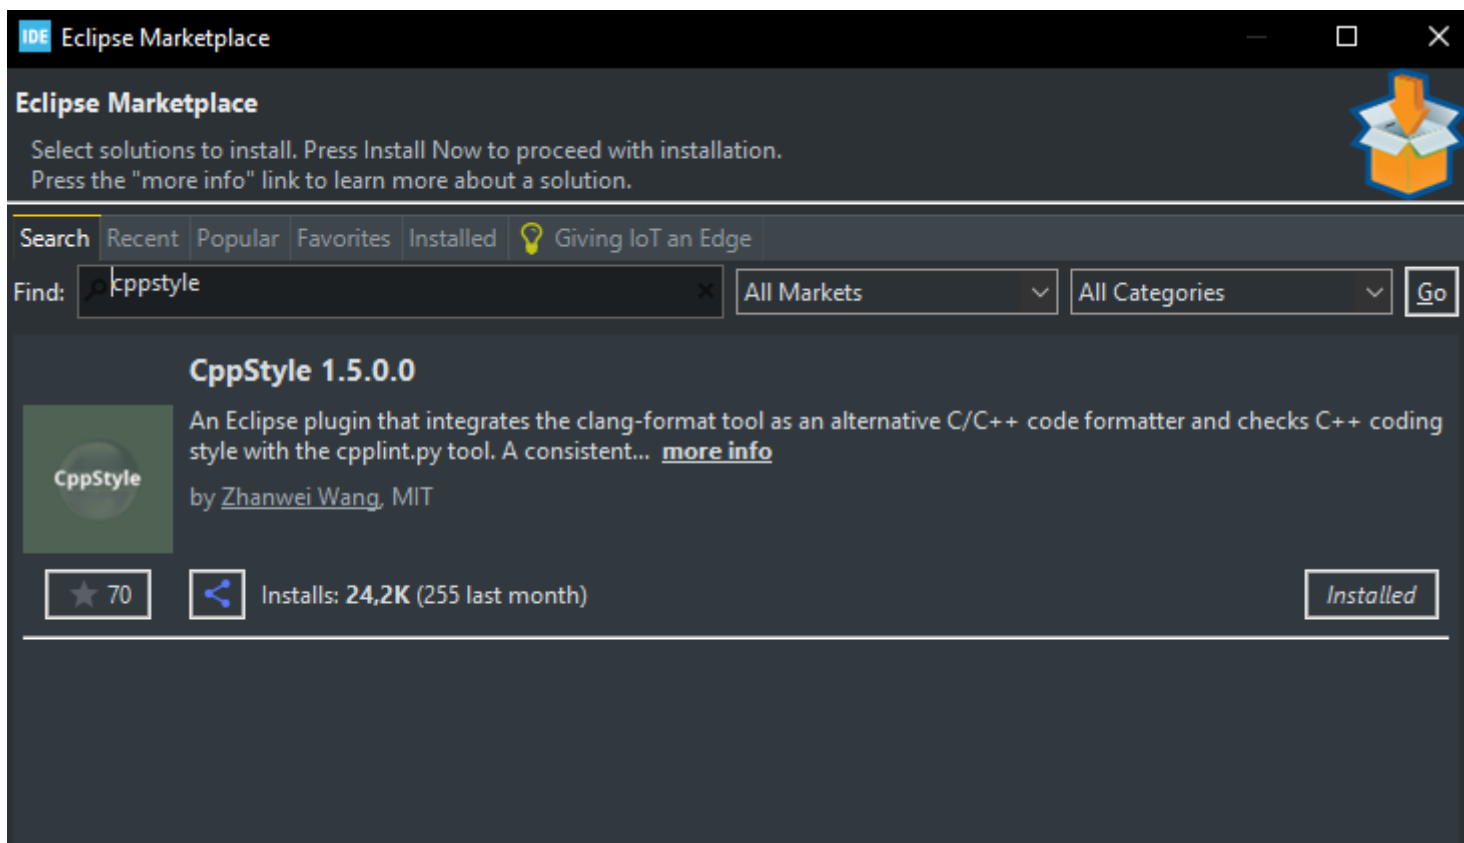 IDE Eclipse Marketplace
Eclipse Marketplace
Select solutions to install. Press Install Now to proceed with installation.
Press the "more info" link to learn more about a solution.
Search Recent Popular Favorites Installed Giving IoT an Edge
Find: cppstyle All Markets All Categories Go
CppStyle 1.5.0.0
An Eclipse plugin that integrates the clang-format tool as an alternative C/C++ code formatter and checks C++ coding
style with the cpplint.py tool. A consistent... more info
CppStyle
by Zhanwei Wang, MIT
70 Installs: 24,2K (255 last month) Installed